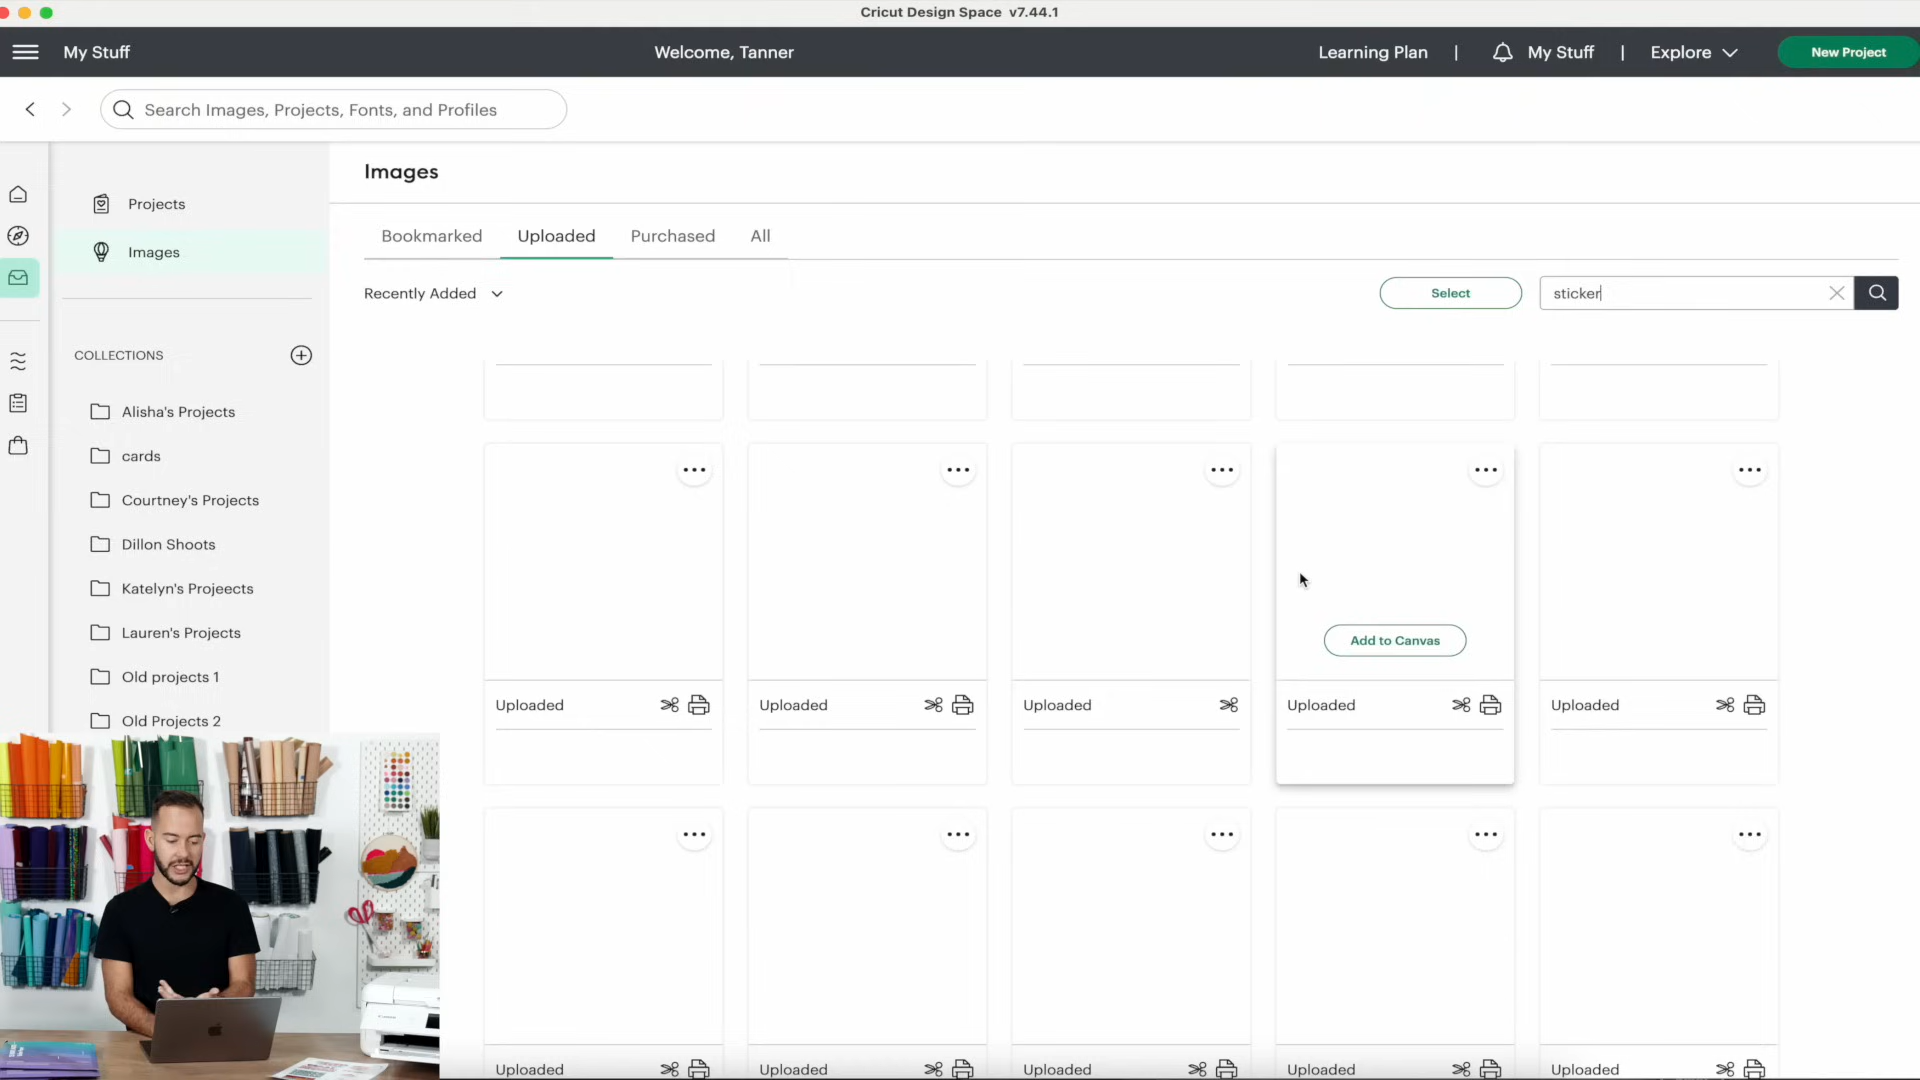 Cricut Design Space v7.44.1
My Stuff
Welcome, Tanner
Learning Plan | My Stuff | Explore
New Project
Search Images, Projects, Fonts, and Profiles
Projects
Images
COLLECTIONS
Alisha's Projects
cards
Courtney's Projects
Dillon Shoots
Katelyn's Projeects
Lauren's Projects
Old projects 1
Old Projects 2
Images
Bookmarked Uploaded Purchased All
Recently Added
Select
sticker
Add to Canvas
Uploaded Uploaded Uploaded Uploaded Uploaded
Uploaded Uploaded Uploaded Uploaded Uploaded